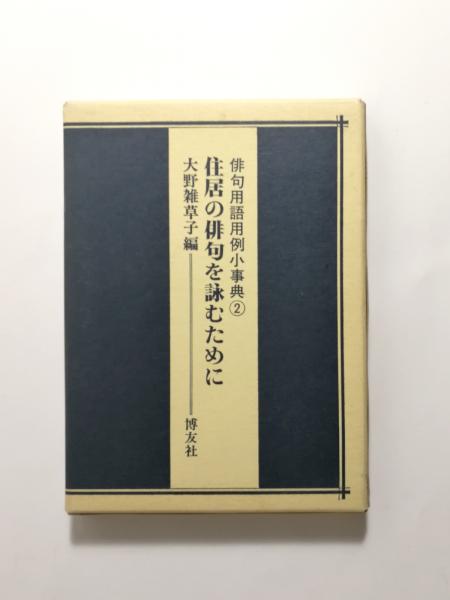 俳句用語用例小事典②
住居の俳句を詠むために
大野雑草子編
博友社